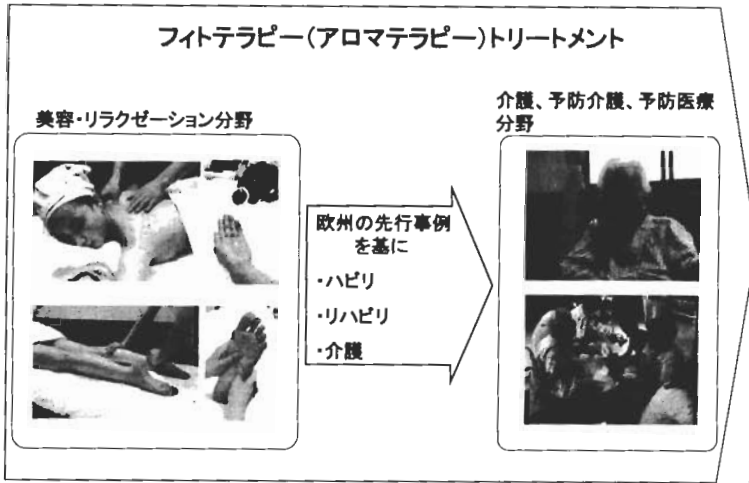 フィトテラピー(アロマテラピー)トリートメント
美容・リラクゼーション分野
介護、予防介護、予防医療
分野
欧州の先行事例
を基に
・ハビリ
・リハビリ
・介護